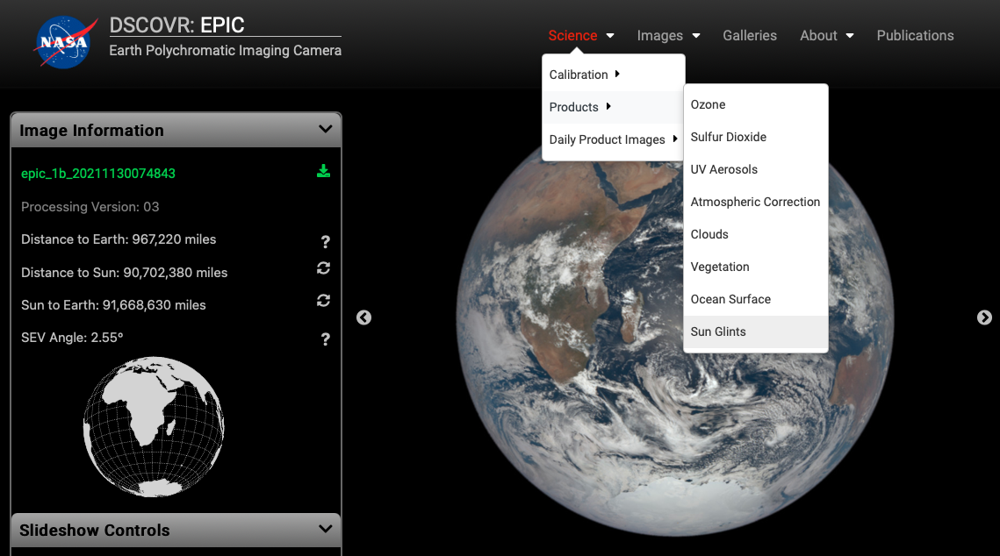 NASA
DSCOVR: EPIC
Earth Polychromatic Imaging Camera
Science
Images
Galleries
About
Publications
Calibration
Products
Daily Product Images
Ozone
Sulfur Dioxide
UV Aerosols
Atmospheric Correction
Clouds
Vegetation
Ocean Surface
Sun Glints
Image Information
epic_1b_20211130074843
Processing Version: 03
Distance to Earth: 967,220 miles
?
Distance to Sun: 90,702,380 miles
Sun to Earth: 91,668,630 miles
SEV Angle: 2.55º
?
Slideshow Controls